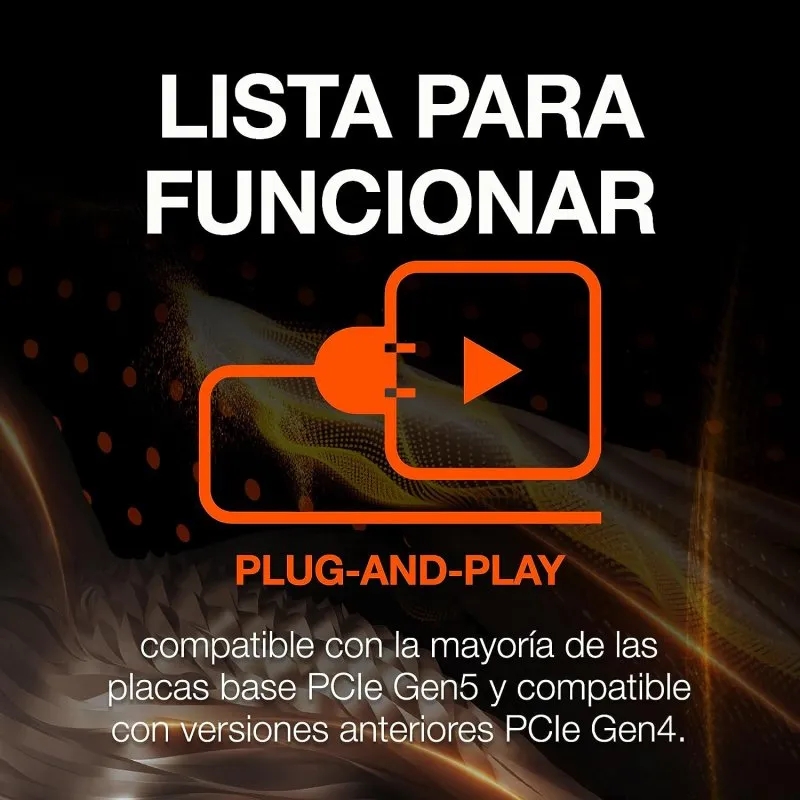 LISTA PARA
FUNCIONAR
PLUG-AND-PLAY
compatible con la mayoría de las
placas base PCIe Gen5 y compatible
con versiones anteriores PCIe Gen4.